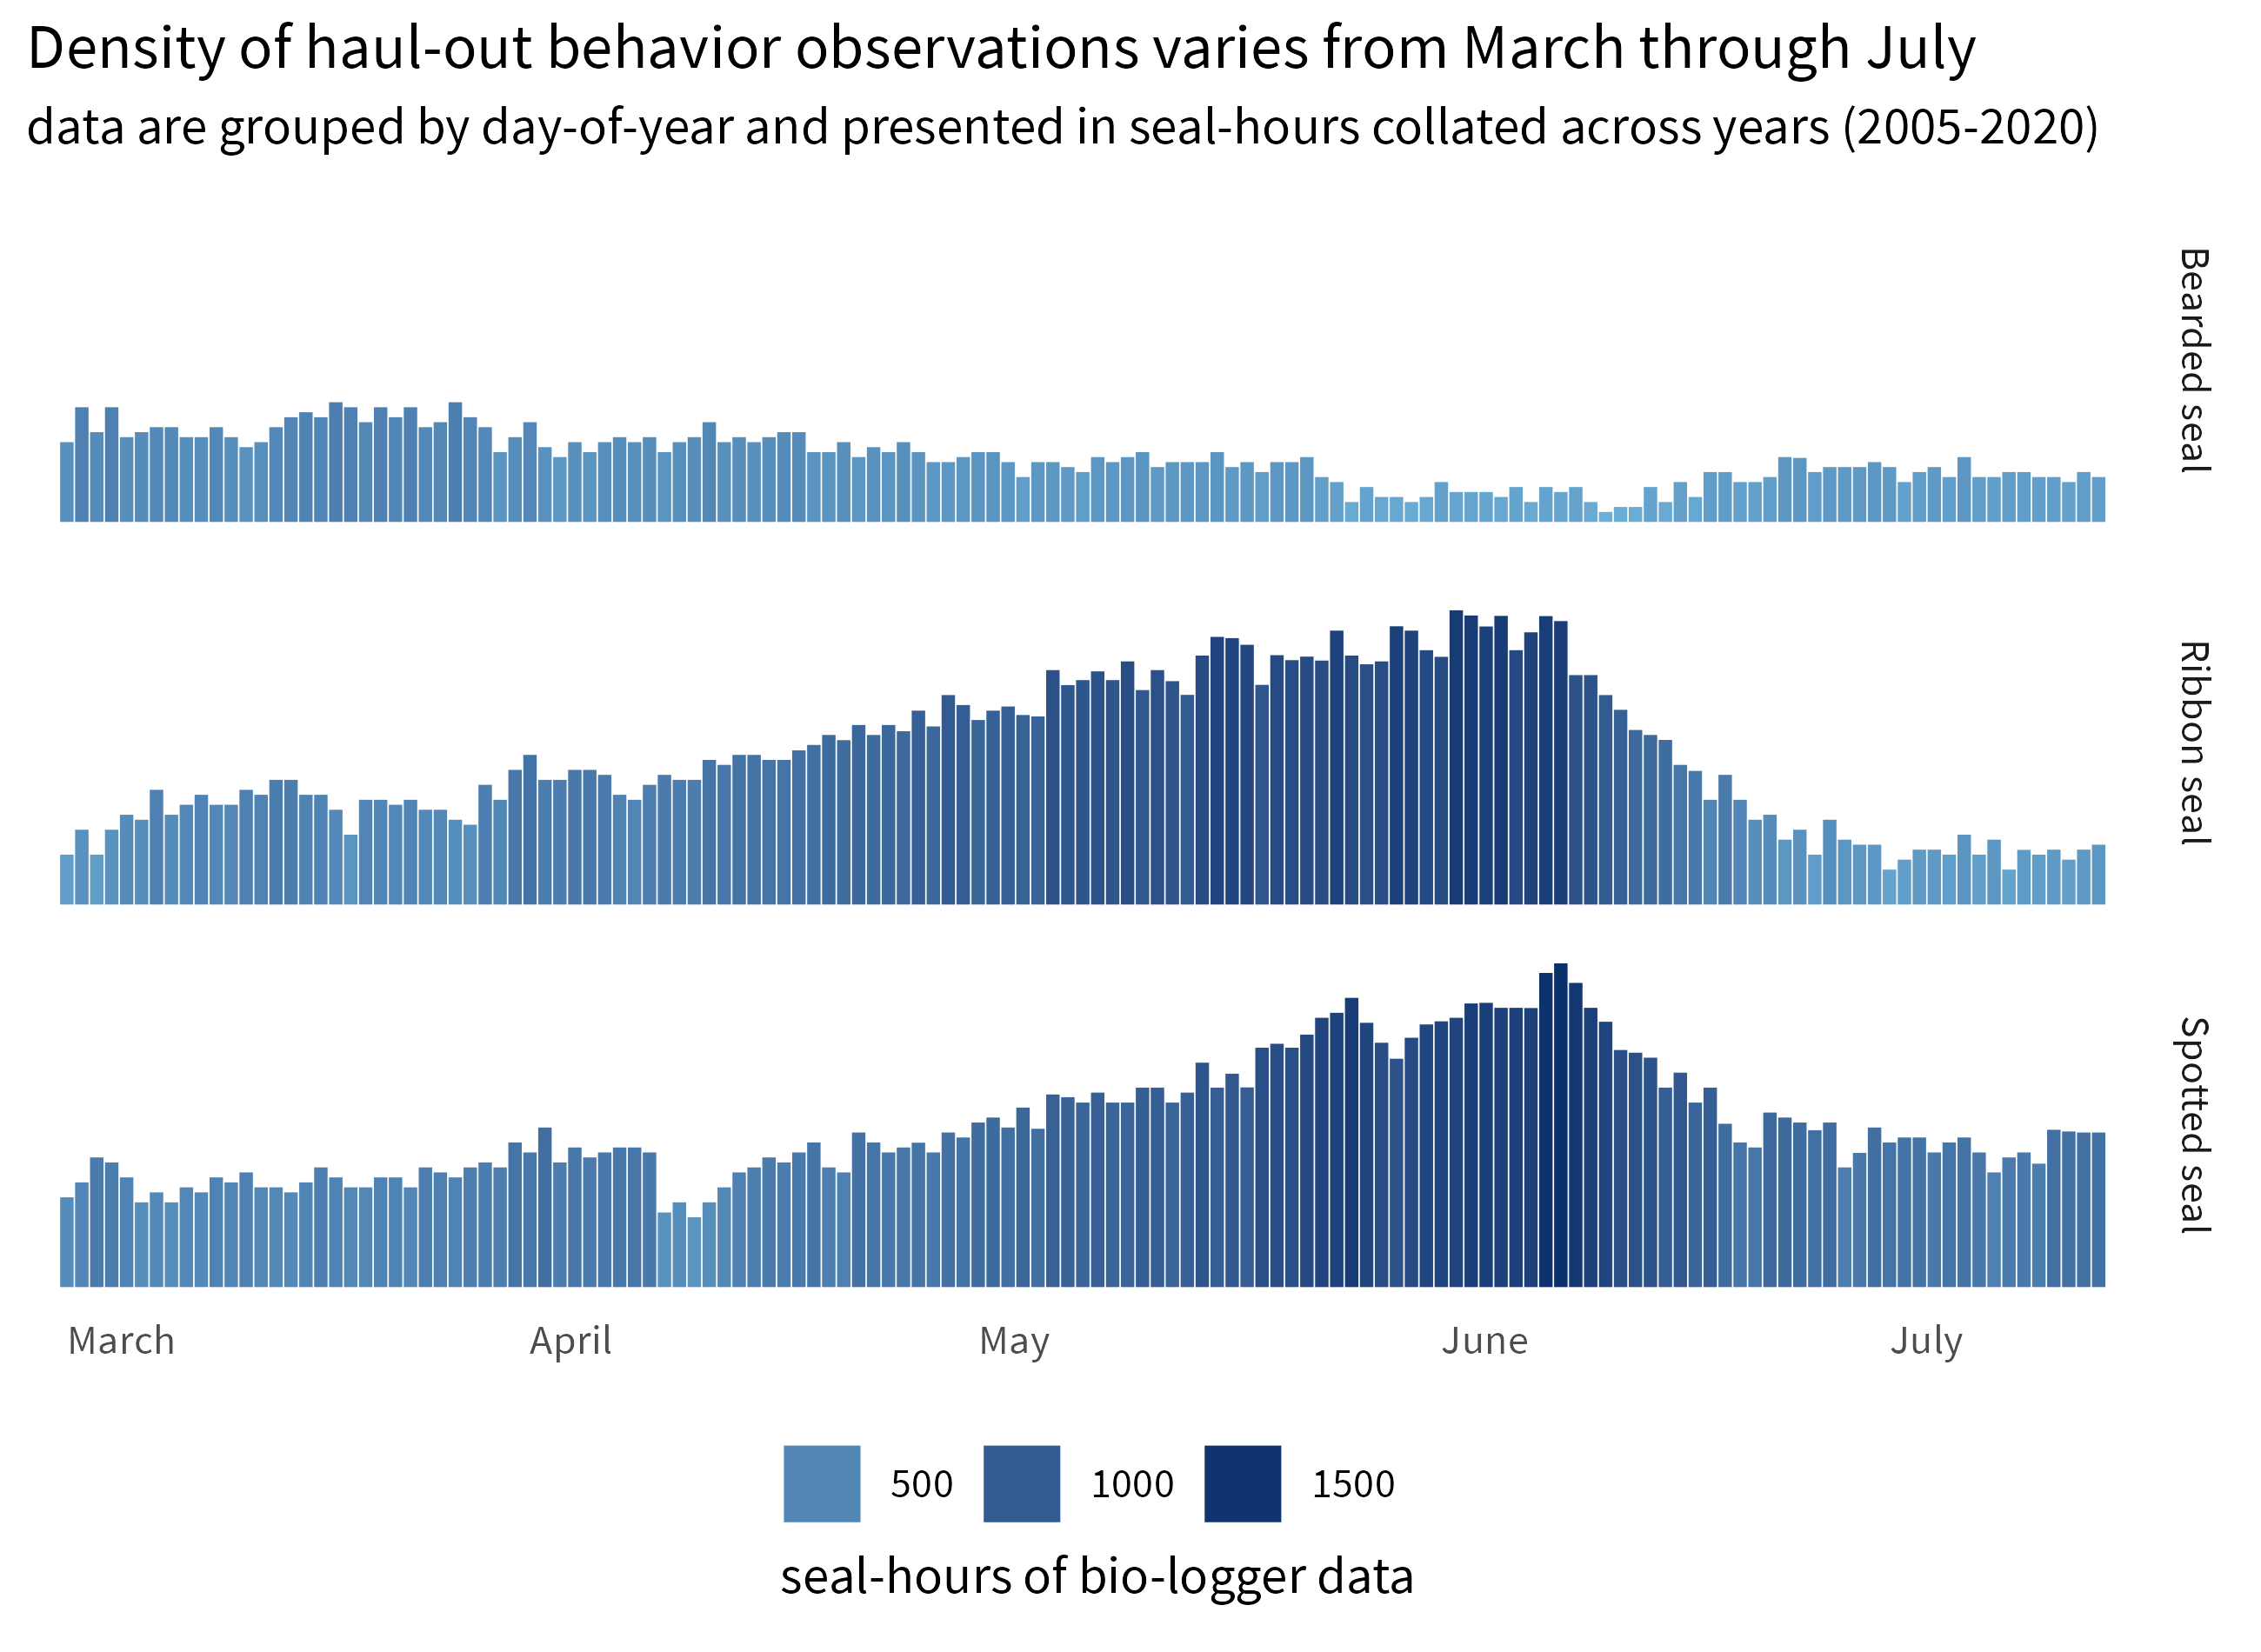 Density of haul-out behavior observations varies from March through July
data are grouped by day-of-year and presented in seal-hours collated across years (2005-2020)
Bearded seal
Ribbon seal
Spotted seal
March April May June July
500 1000 1500
seal-hours of bio-logger data